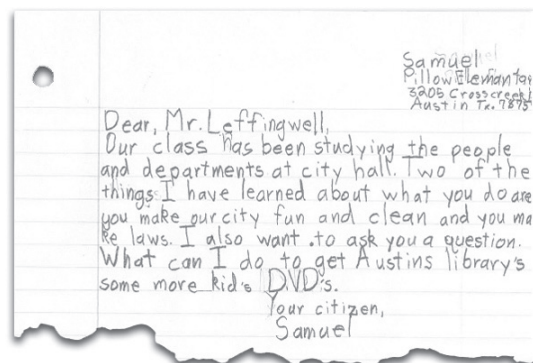 Samuel
Pillow Elemantar
3205 Crosscreek
Austin Tx. 7875
Dear, Mr. Leffingwell,
Our class has been studying the people
and departments at city hall. Two of the
things I have learned about what you do are
you make our city fun and clean and you ma
ke laws. I also want .to ask you a question.
What can I do to get Austins library's
some more kid's DVD's.
Your citizen,
Samuel